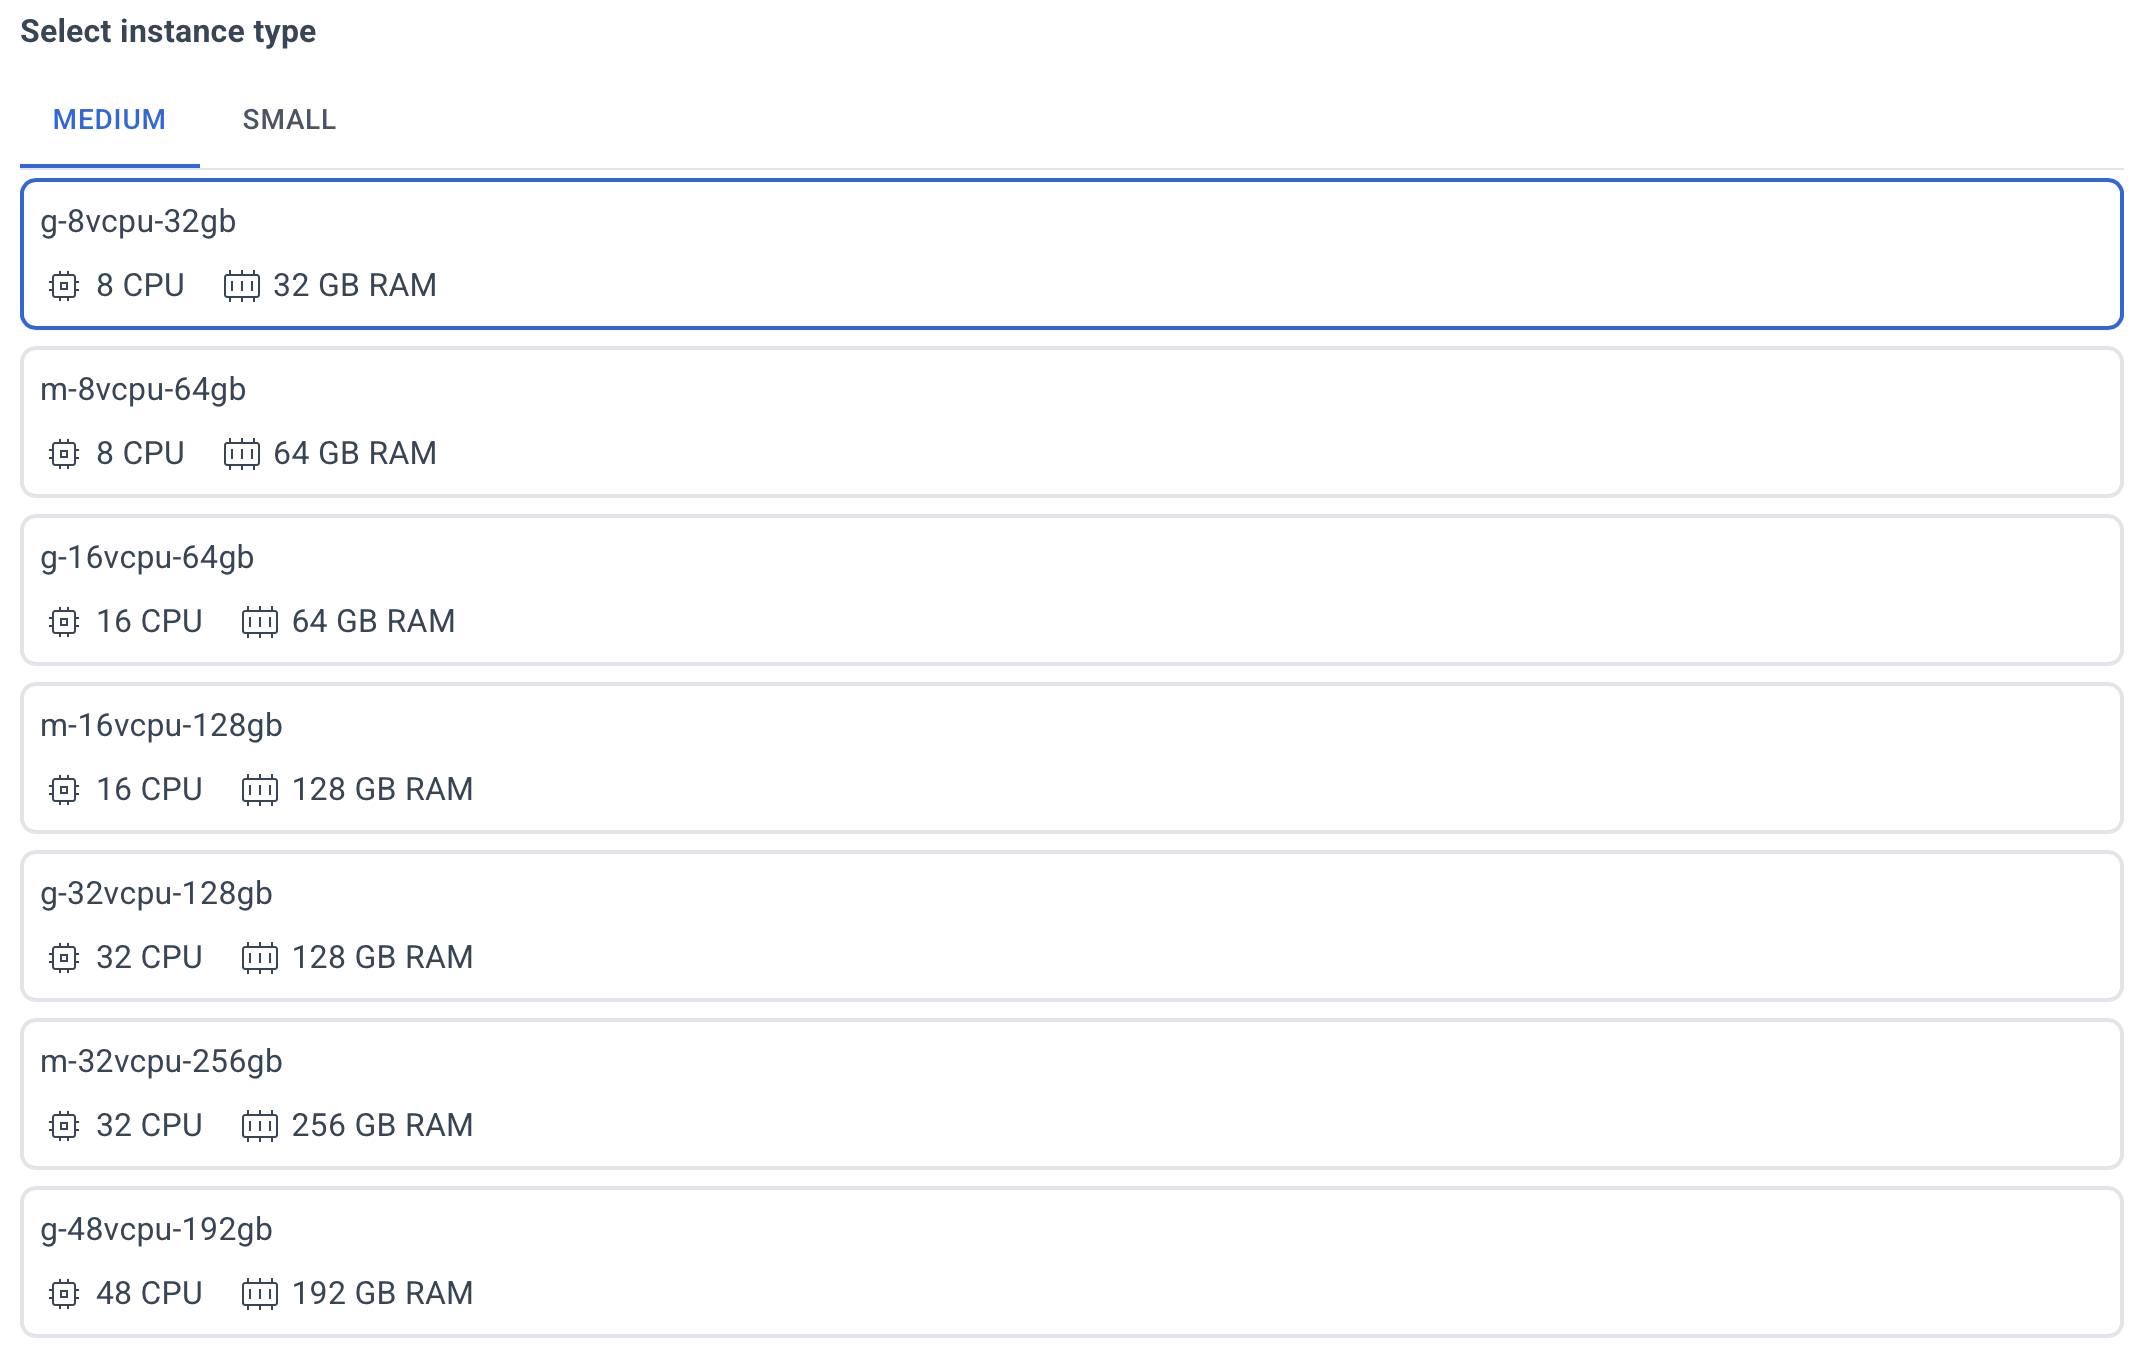 Select instance type
MEDIUM SMALL
g-8vcpu-32gb
8 CPU 32 GB RAM
m-8vcpu-64gb
8 CPU 64 GB RAM
g-16vcpu-64gb
16 CPU 64 GB RAM
m-16vcpu-128gb
16 CPU 128 GB RAM
g-32vcpu-128gb
32 CPU 128 GB RAM
m-32vcpu-256gb
32 CPU 256 GB RAM
g-48vcpu-192gb
48 CPU 192 GB RAM